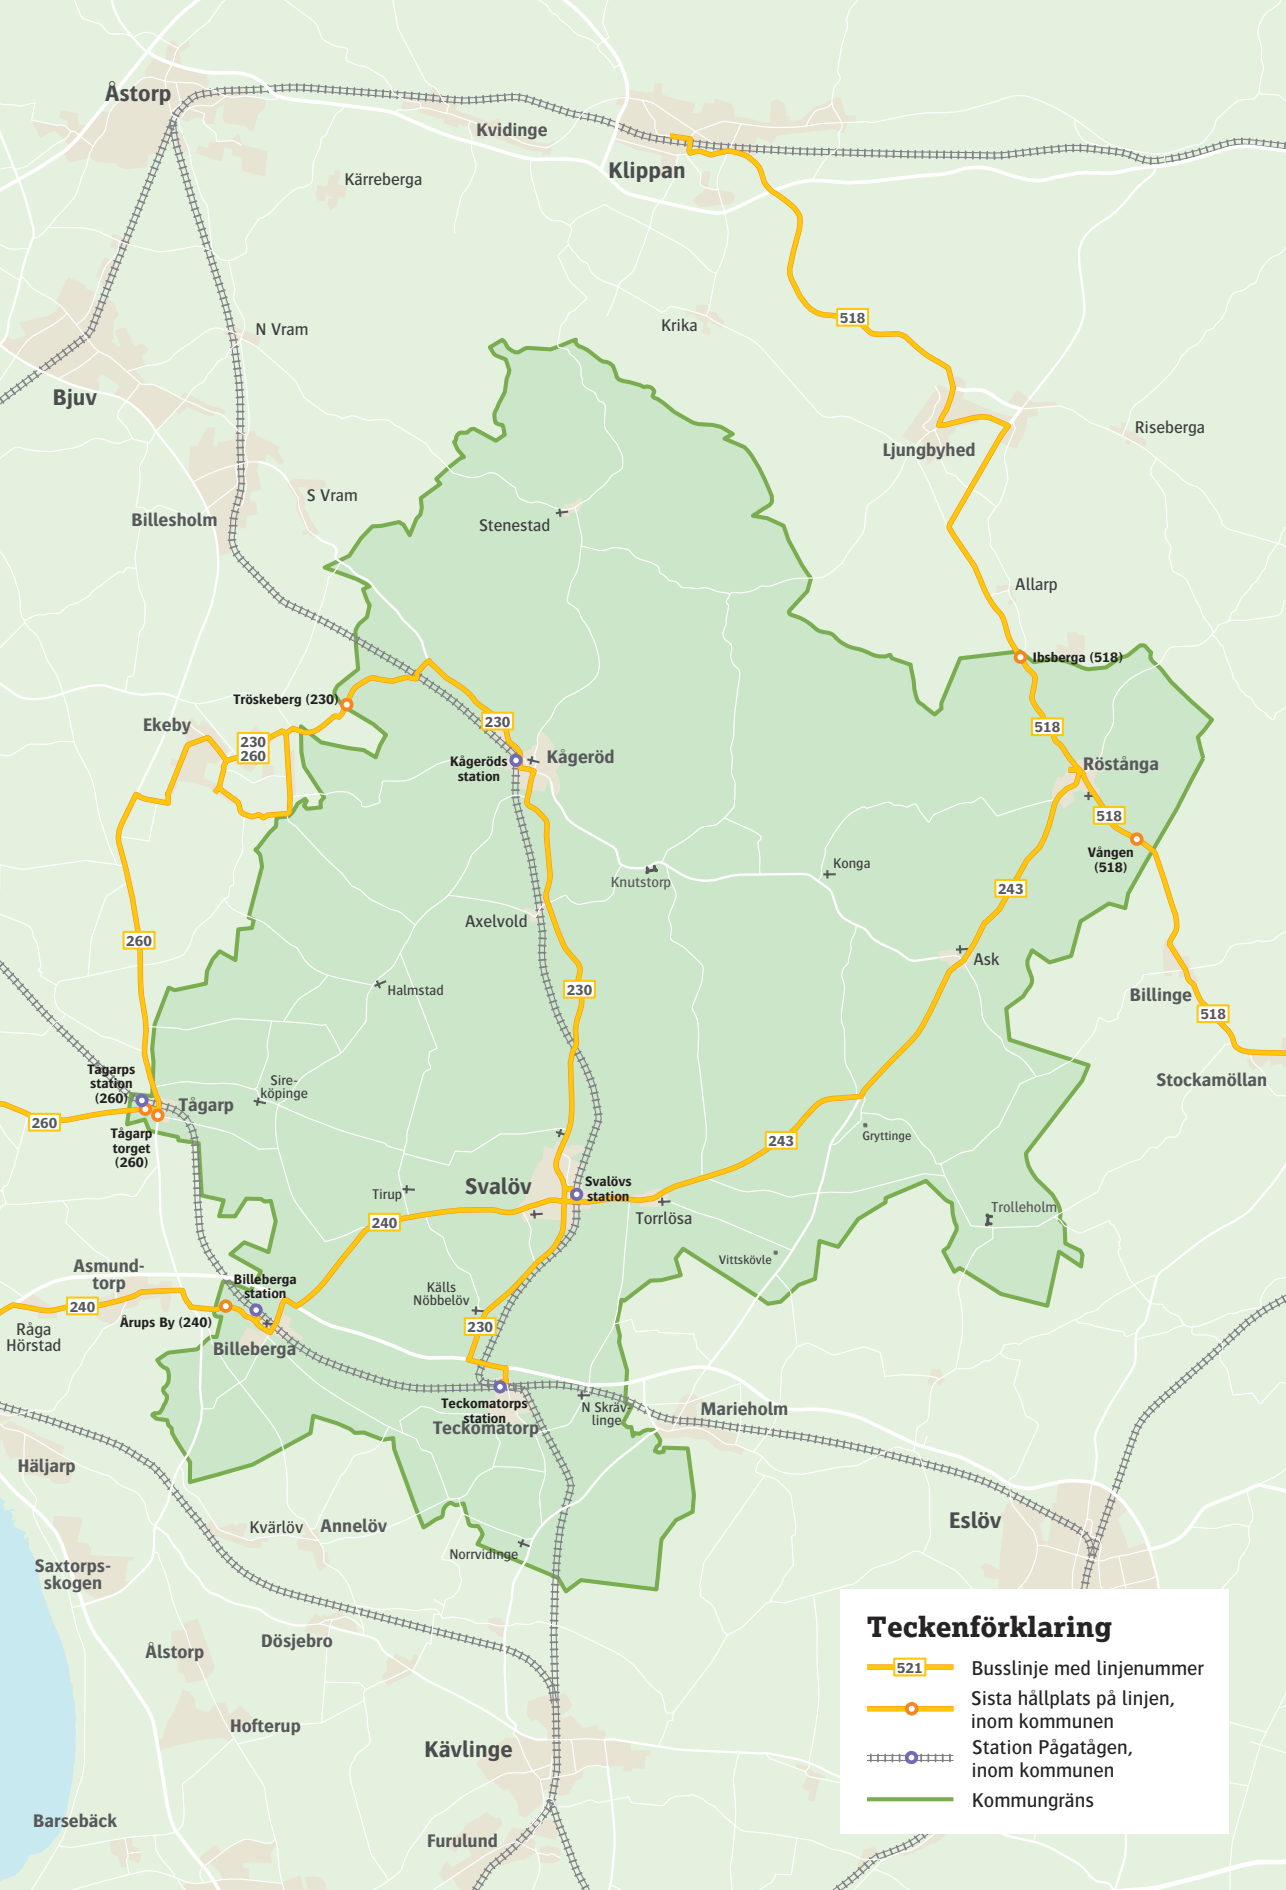 Åstorp
Kvidinge
Klippan
Kärreberga
518
Krika
N Vram
Bjuv
Riseberga
Ljungbyhed
S Vram
Billesholm
Stenestad
Allarp
Ibsberga (518)
Tröskeberg (230)
Ekeby
230
518
230
260
Kågeröds
station
Kågeröd
Röstånga
518
Vången
(518)
Konga
Knutstorp
243
Axelvold
260
Ask
Halmstad
230
Billinge
518
Tågarps
station
(260)
Sire-
köpinge
Stockamöllan
Tågarp
260
Tågarp
torget
(260)
243
Gryttinge
Svalöv
Svalövs
station
Tirup
240
Torrlösa
Trolleholm
Vittskövle
Asmund-
torp
Billeberga
station
Källs
Nöbbelöv
240
Årups By (240)
230
Råga
Hörstad
Billeberga
Teckomatorps
station
Teckomatorp
N Skräv-
linge
Marieholm
Häljarp
Kvärlöv
Annelöv
Eslöv
Norrvidinge
Saxtorps-
skogen
Dösjebro
Ålstorp
Hofterup
Kävlinge
Barsebäck
Furulund
Teckenförklaring
521
Busslinje med linjenummer
Sista hållplats på linjen,
inom kommunen
Station Pågatågen,
inom kommunen
Kommungräns